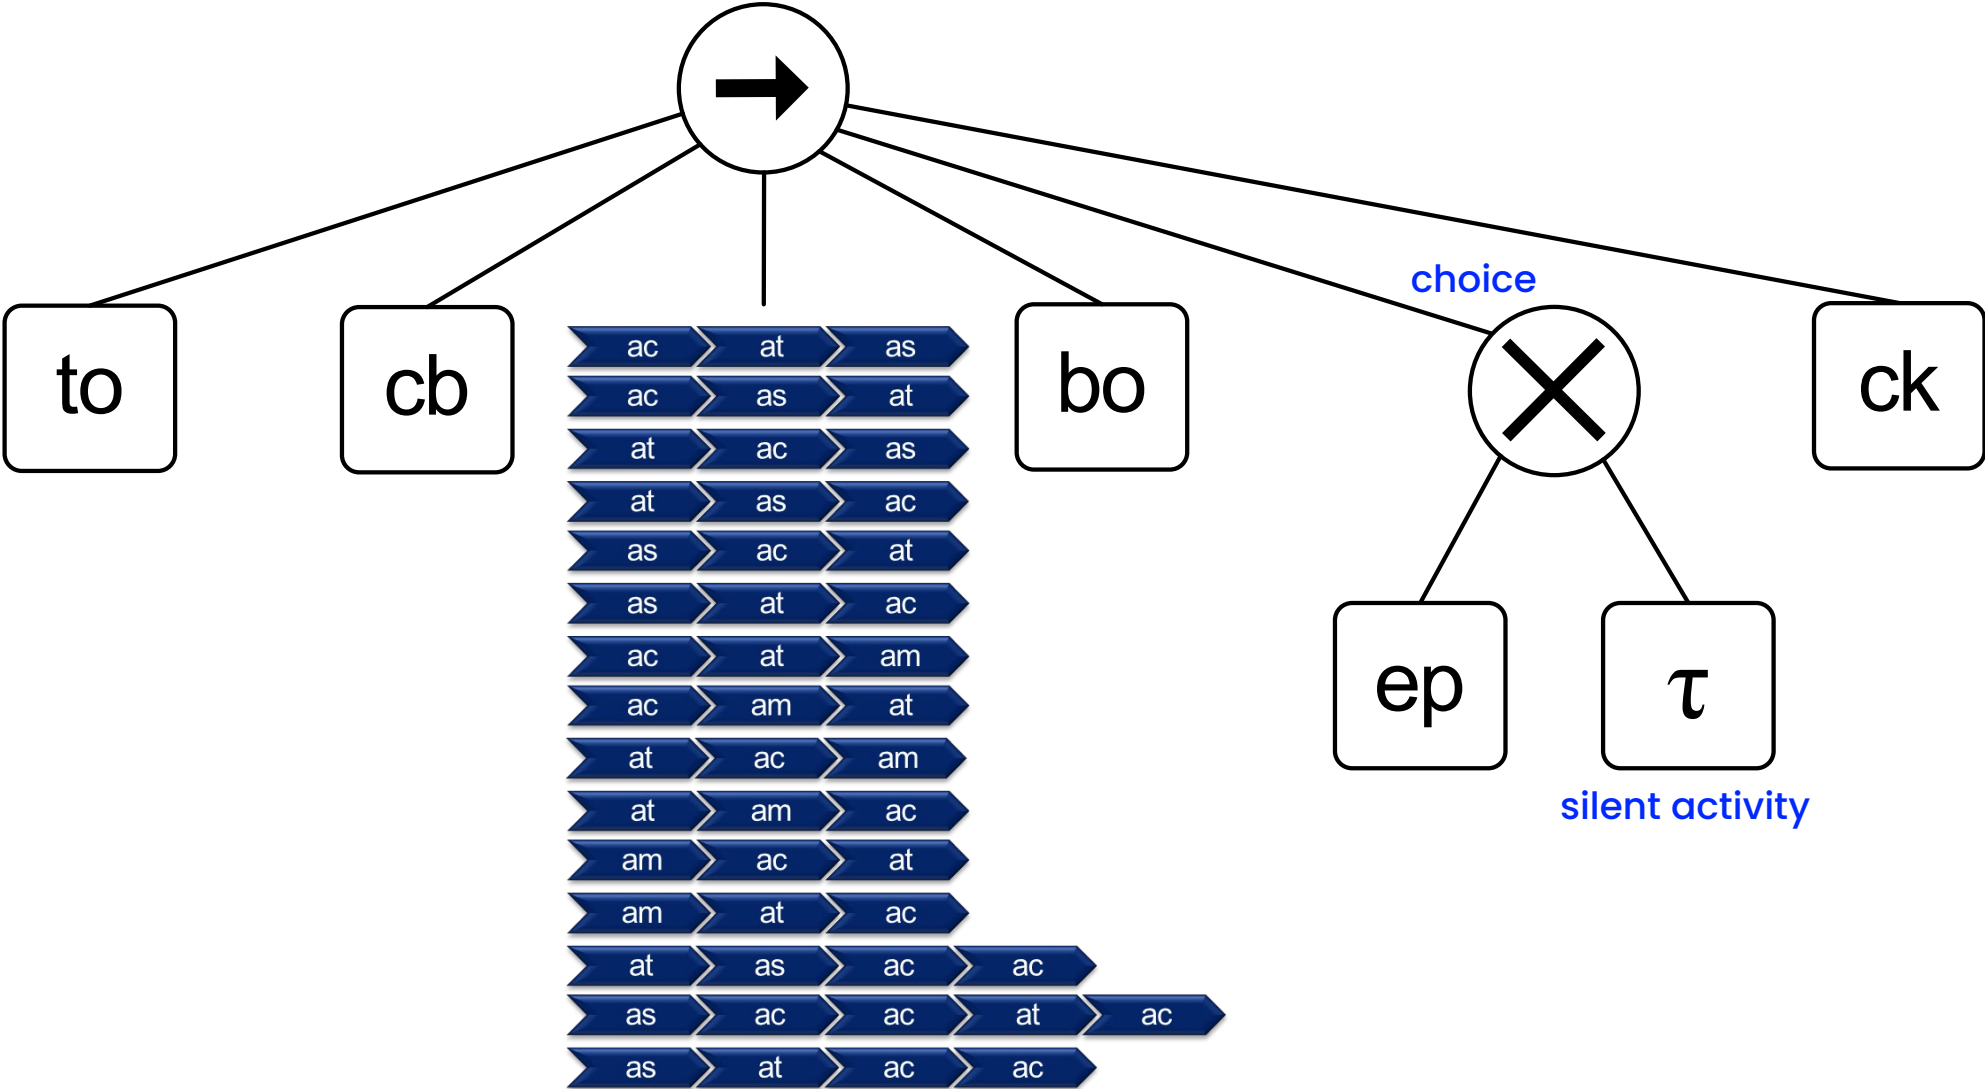 choice
to cb bo ck
ac at as
ac as at
at ac as
at as ac
as ac at
as at ac
ac at am
ac am at
at ac am
at am ac
am ac at
am at ac
at as ac ac
as ac ac at ac
as at ac ac
ep τ
silent activity